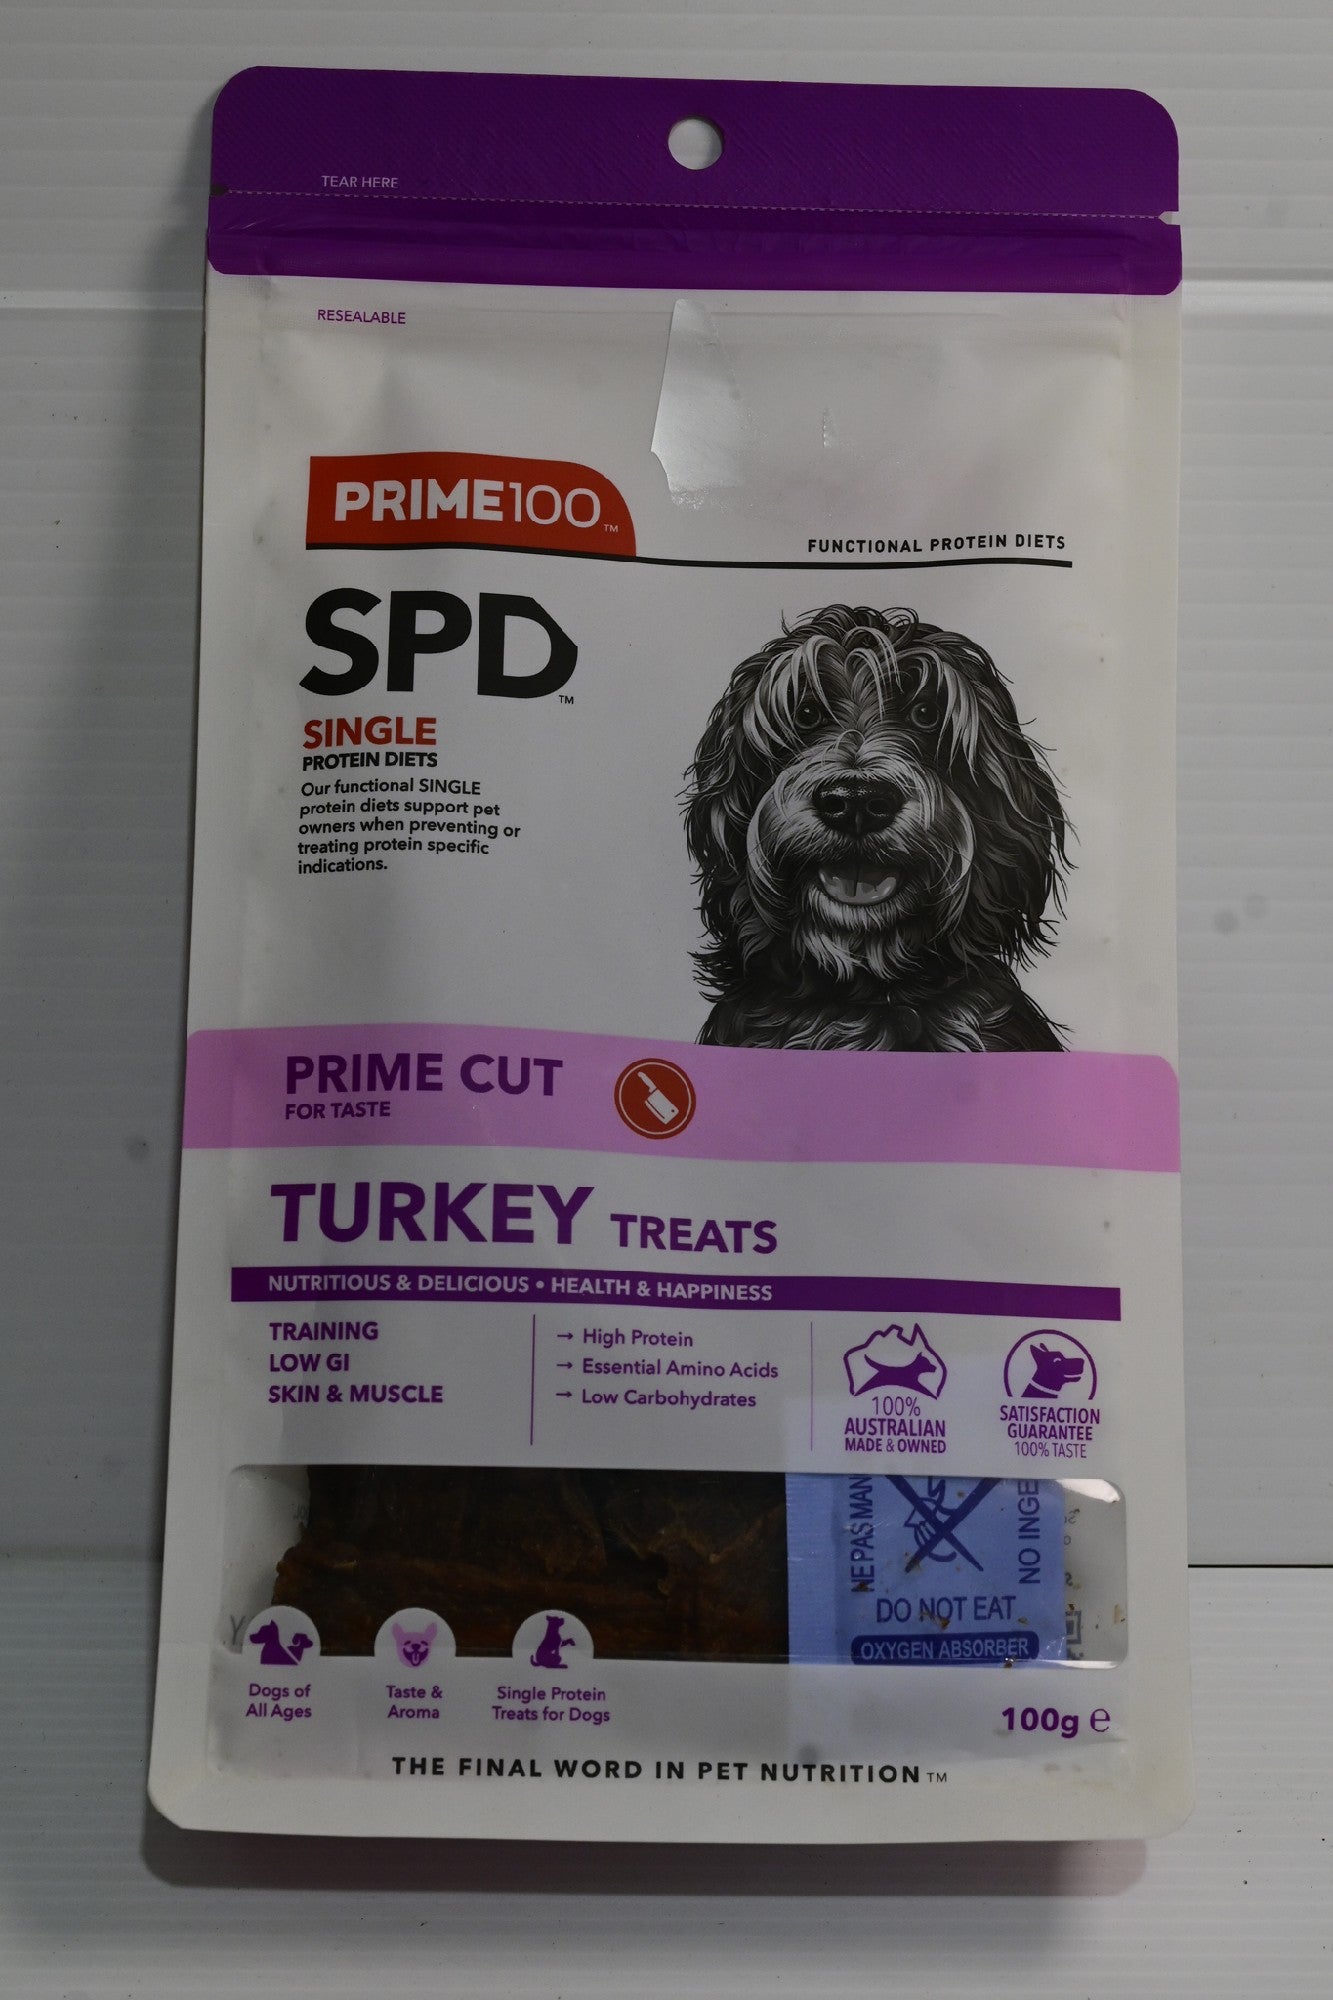 TEAR HERE
RESEALABLE
PRIME100™
FUNCTIONAL PROTEIN DIETS
SPD™
SINGLE
PROTEIN DIETS
Our functional SINGLE
protein diets support pet
owners when preventing or
treating protein specific
indications.
PRIME CUT
FOR TASTE
TURKEY TREATS
NUTRITIOUS & DELICIOUS • HEALTH & HAPPINESS
TRAINING
LOW GI
SKIN & MUSCLE
→ High Protein
→ Essential Amino Acids
→ Low Carbohydrates
100%
AUSTRALIAN
MADE & OWNED
SATISFACTION
GUARANTEE
100% TASTE
NE PAS MAN
NO INGE
DO NOT EAT
OXYGEN ABSORBER
Dogs of
All Ages
Taste &
Aroma
Single Protein
Treats for Dogs
100g ℮
THE FINAL WORD IN PET NUTRITION™